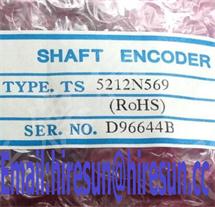 SHAFT ENCODER
TYPE. TS 5212N569
(RoHS)
SER. NO. D96644B
Email:hiresun@hiresun.cc